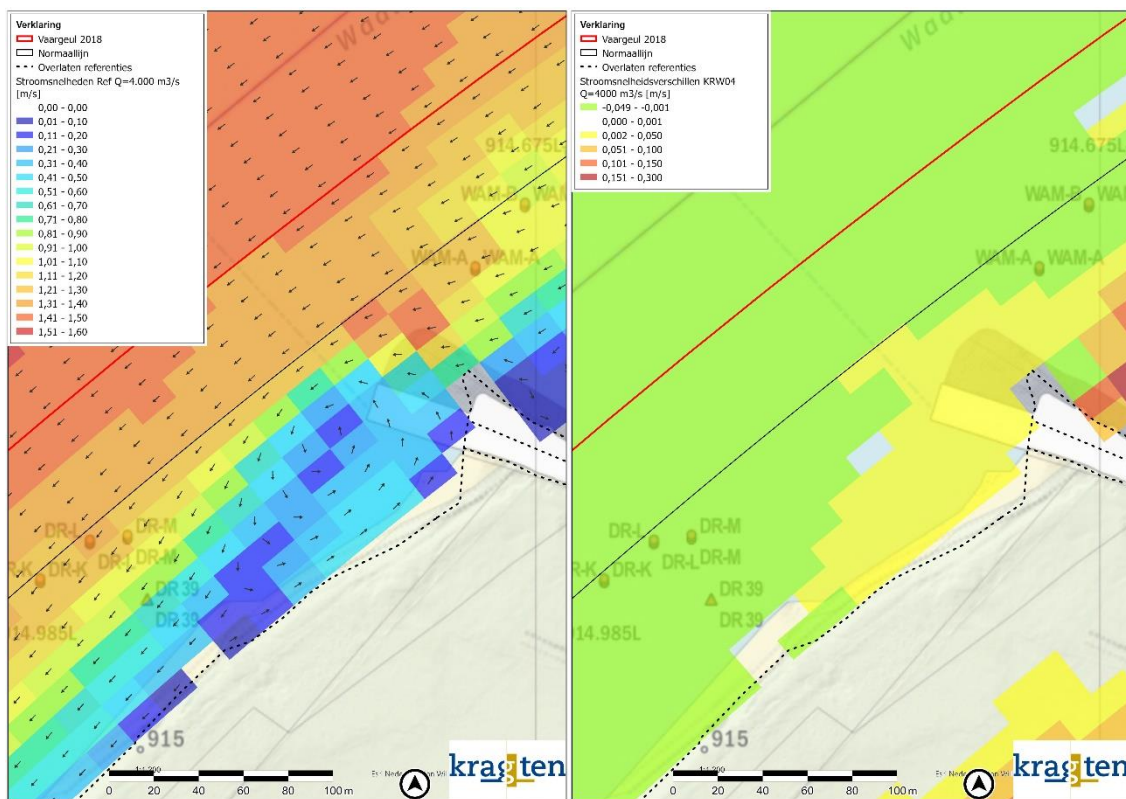 Verklaring
Vaargeul 2018
Normaallijn
Overlaten referenties
Stroomsnelheden Ref Q=4.000 m3/s
[m/s]
0,00 - 0,00
0,01 - 0,10
0,11 - 0,20
0,21 - 0,30
0,31 - 0,40
0,41 - 0,50
0,51 - 0,60
0,61 - 0,70
0,71 - 0,80
0,81 - 0,90
0,91 - 1,00
1,01 - 1,10
1,11 - 1,20
1,21 - 1,30
1,31 - 1,40
1,41 - 1,50
1,51 - 1,60
914.675L
WAM-B WAM
WAM-A WAM-A
DR-L DR-M
DR-L DR-M
DR-K DR-K
DR 39
DR 39
914.985L
915
0 20 40 60 80 100 m
kragten
Verklaring
Vaargeul 2018
Normaallijn
Overlaten referenties
Stroomsnelheidsverschillen KRW04
Q=4000 m3/s [m/s]
-0,049 - -0,001
0,000 - 0,001
0,002 - 0,050
0,051 - 0,100
0,101 - 0,150
0,151 - 0,300
914.675L
WAM-B WAM
WAM-A WAM-A
DR-L DR-M
DR-L DR-M
R-K DR-K
DR 39
DR 39
914.985L
915
0 20 40 60 80 100 m
kragten